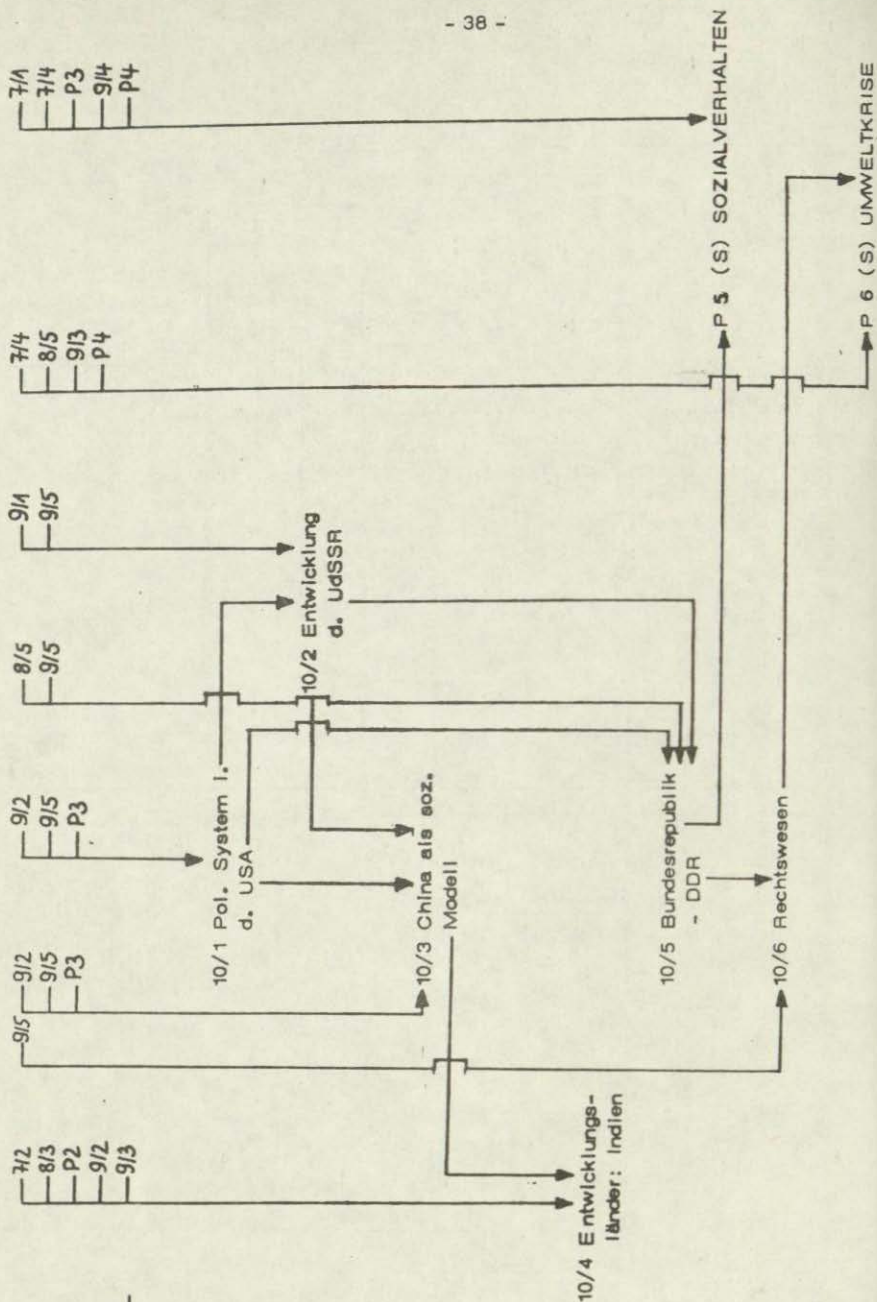 - 38 -
7/2
8/3
P2
9/2
9/3
9/5
9/2
9/5
P3
9/2
9/5
P3
8/5
9/5
9/1
9/5
7/4
8/5
9/3
P4
7/1
7/4
P3
9/4
P4
10/1 Pol. System i.
d. USA
10/2 Entwicklung
d. UdSSR
10/3 China als soz.
Modell
10/4 Entwicklungs-
länder: Indien
10/5 Bundesrepublik
- DDR
10/6 Rechtswesen
P 5 (S) SOZIALVERHALTEN
P 6 (S) UMWELTKRISE